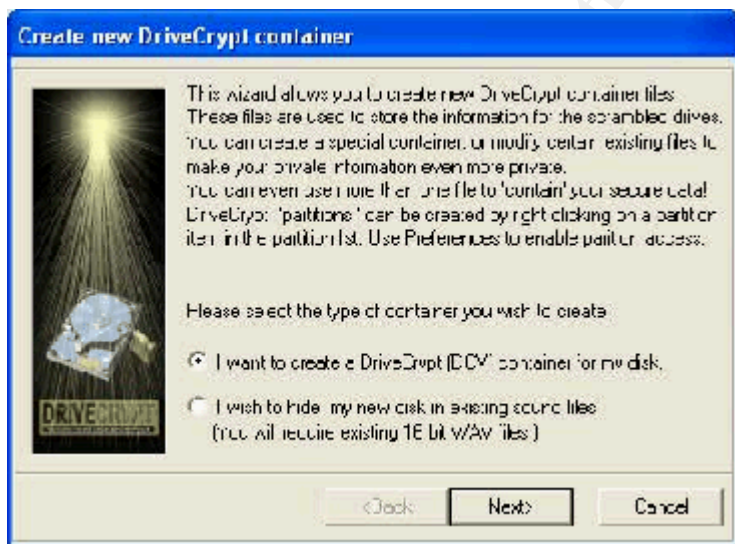 Create new DriveCrypt container
This wizard allows you to create new DriveCrypt container files.
These files are used to store the information for the scrambled drives.
You can create a special container, or modify certain existing files to
make your private information even more private.
You can even use more than one file to 'contain' your secure data!
DriveCrypt 'partitions' can be created by right clicking on a partition
item in the partition list. Use Preferences to enable partition access.
Please select the type of container you wish to create
I want to create a DriveCrypt (DCV) container for my disk.
I wish to hide my new disk in existing sound files
(You will require existing 16 bit WAV files.)
DRIVECRYPT
<Back
Next>
Cancel